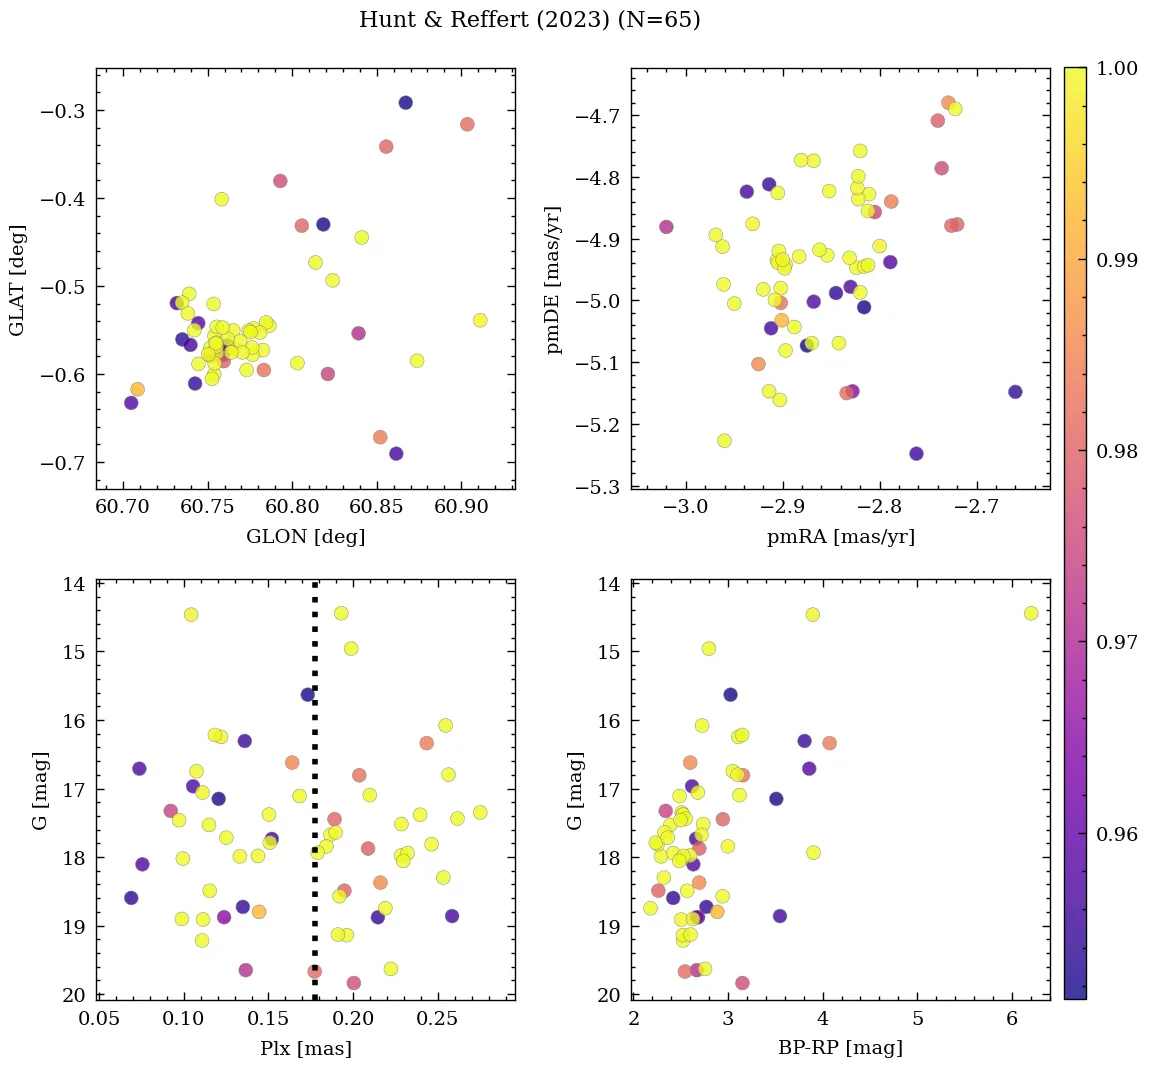 Hunt & Reffert (2023) (N=65)
−0.3
−0.4
−0.5
−0.6
−0.7
GLAT [deg]
60.70 60.75 60.80 60.85 60.90
GLON [deg]
−4.7
−4.8
−4.9
−5.0
−5.1
−5.2
−5.3
pmDE [mas/yr]
−3.0 −2.9 −2.8 −2.7
pmRA [mas/yr]
1.00
0.99
0.98
0.97
0.96
14
15
16
17
18
19
20
G [mag]
0.05 0.10 0.15 0.20 0.25
Plx [mas]
14
15
16
17
18
19
20
G [mag]
2 3 4 5 6
BP-RP [mag]